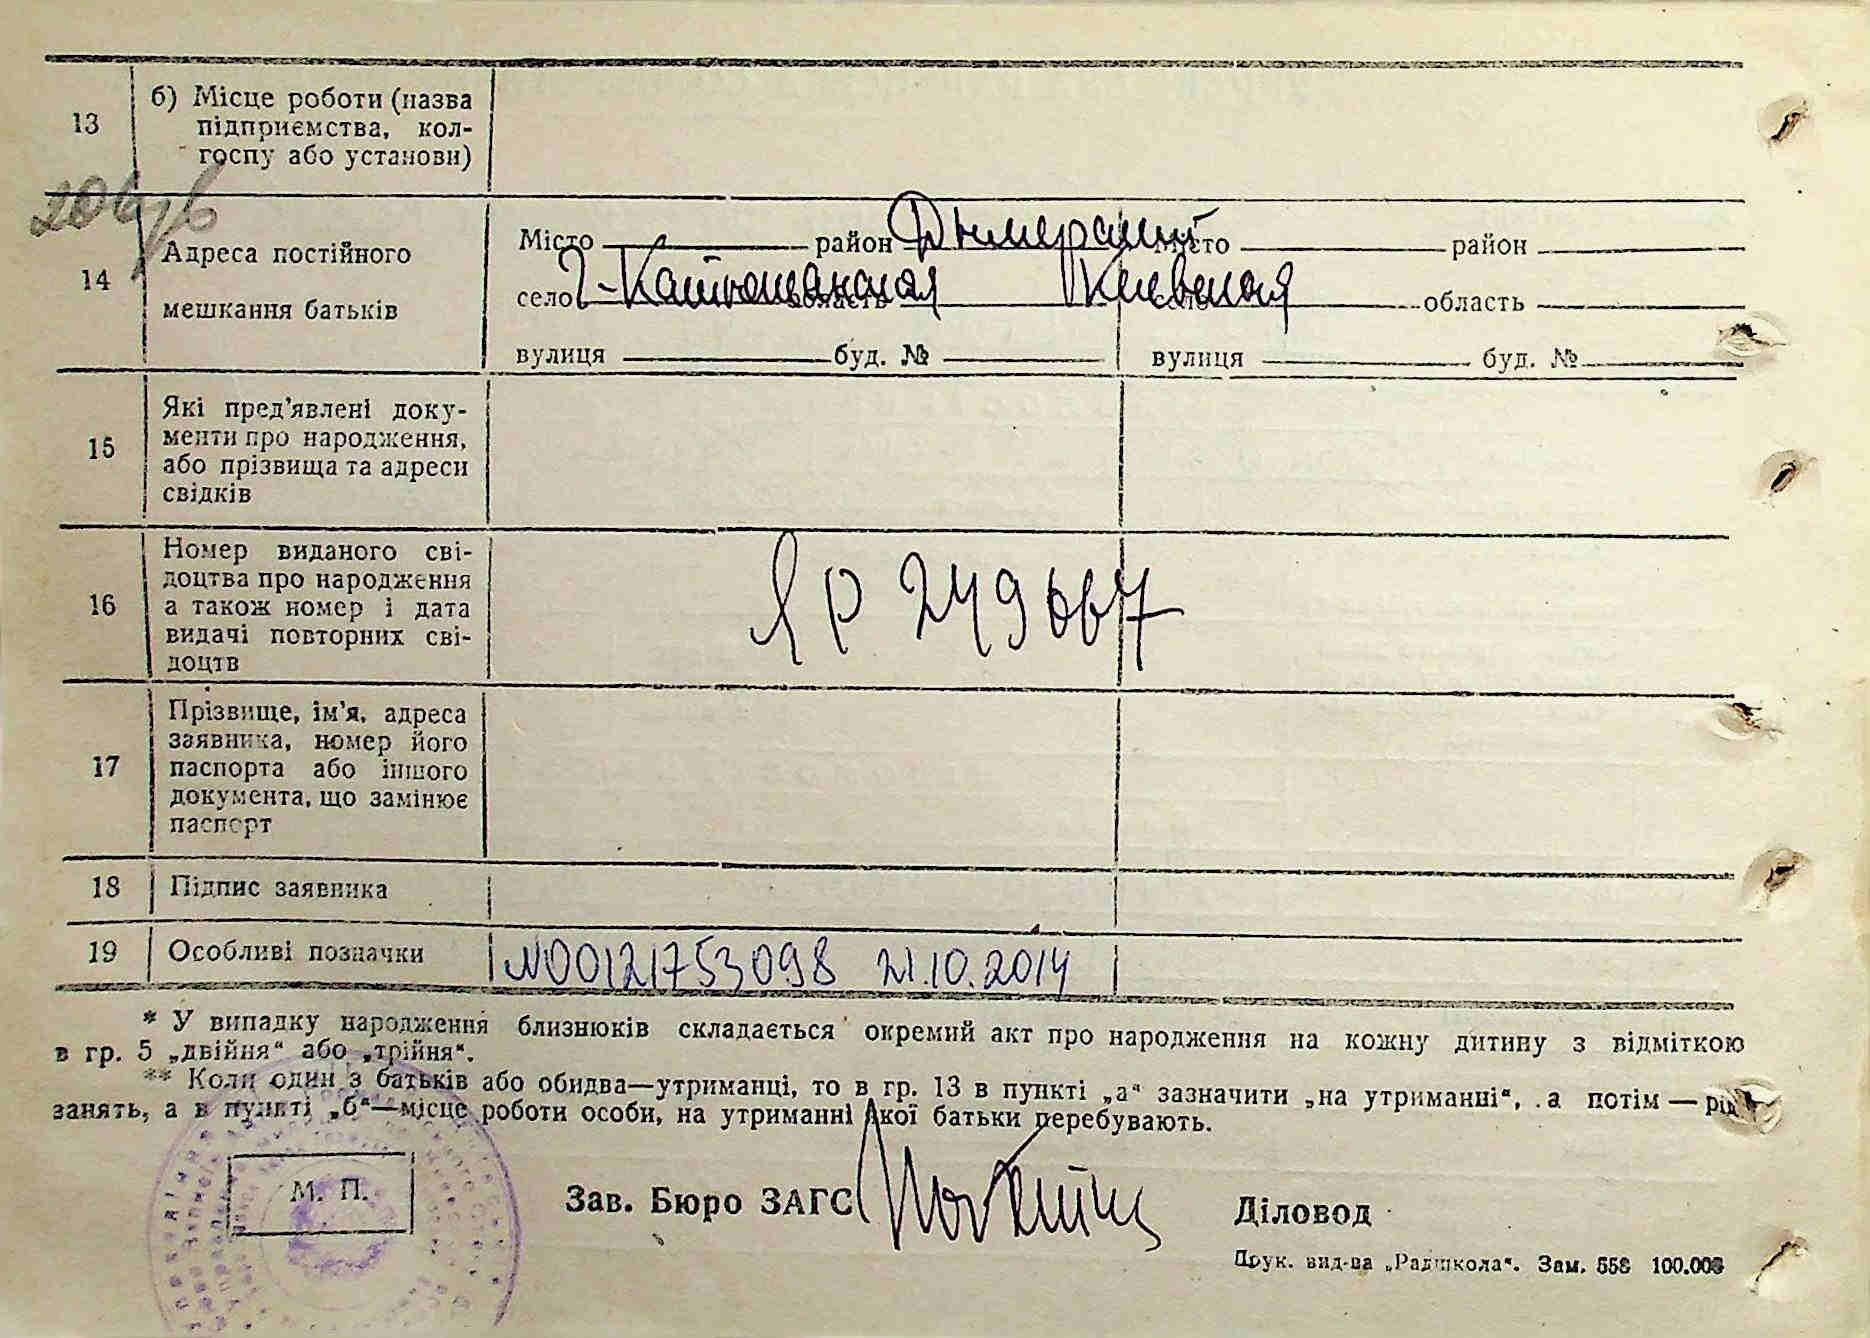 13
б) Місце роботи (назва
підприємства, кол-
госпу або установи)
14
Адреса постійного
мешкання батьків
Місто район Дымерский місто район
село Катюжанская область Киевская село область
вулиця буд. № вулиця буд. №
15
Які пред'явлені доку-
менти про народження,
або прізвища та адреси
свідків
16
Номер виданого сві-
доцтва про народження
а також номер і дата
видачі повторних сві-
доцтв
ЯР 249667
17
Прізвище, ім'я, адреса
заявника, номер його
паспорта або іншого
документа, що замінює
паспорт
18 Підпис заявника
19 Особливі позначки N00121753098 21.10.2014
* У випадку народження близнюків складається окремий акт про народження на кожну дитину з відміткою
в гр. 5 „двійня“ або „трійня“.
** Коли один з батьків або обидва—утриманці, то в гр. 13 в пункті „а“ зазначити „на утриманні“, а потім — рід
занять, а в пункті „б“—місце роботи особи, на утриманні якої батьки перебувають.
М. П.
Зав. Бюро ЗАГС
Діловод
Друк. вид-ва „Радшкола“. Зам. 558 100.000